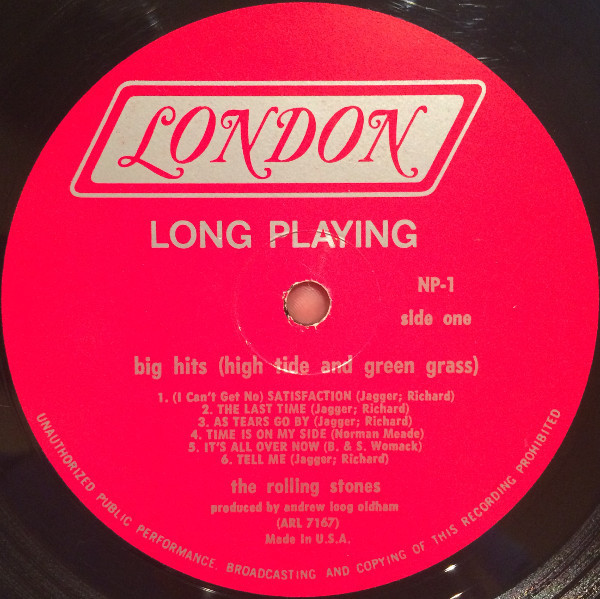 LONDON
LONG PLAYING
NP-1
side one
big hits (high tide and green grass)
1. (I Can't Get No) SATISFACTION (Jagger; Richard)
2. THE LAST TIME (Jagger; Richard)
3. AS TEARS GO BY (Jagger; Richard)
4. TIME IS ON MY SIDE (Norman Meade)
5. IT'S ALL OVER NOW (B. & S. Womack)
6. TELL ME (Jagger; Richard)
the rolling stones
produced by andrew loog oldham
(ARL 7167)
Made in U.S.A.
UNAUTHORIZED PUBLIC PERFORMANCE, BROADCASTING AND COPYING OF THIS RECORDING PROHIBITED